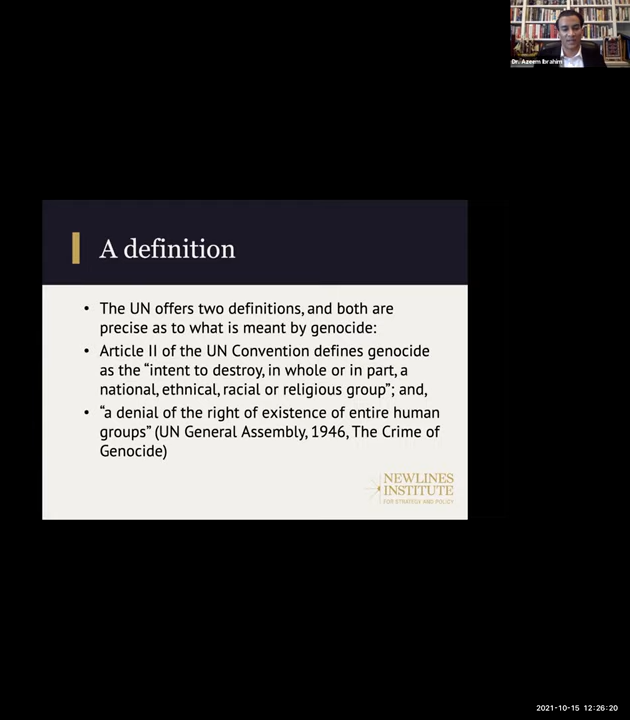 Dr. Azeem Ibrahim
A definition
• The UN offers two definitions, and both are
precise as to what is meant by genocide:
• Article II of the UN Convention defines genocide
as the “intent to destroy, in whole or in part, a
national, ethnical, racial or religious group”; and,
• “a denial of the right of existence of entire human
groups” (UN General Assembly, 1946, The Crime of
Genocide)
NEWLINES
INSTITUTE
FOR STRATEGY AND POLICY
2021-10-15 12:26:20